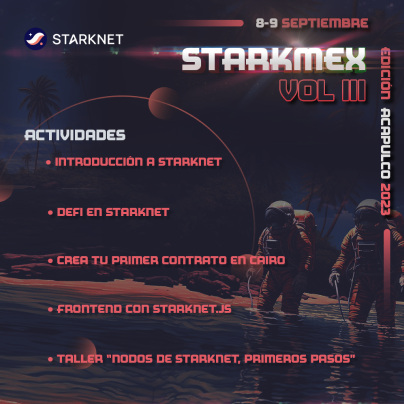 8-9 SEPTIEMBRE
STARKNET
STARKMEX
VOL III
EDICIÓN ACAPULCO 2023
ACTIVIDADES
• INTRODUCCIÓN A STARKNET
• DEFI EN STARKNET
• CREA TU PRIMER CONTRATO EN CAIRO
• FRONTEND CON STARKNET.JS
• TALLER "NODOS DE STARKNET, PRIMEROS PASOS"